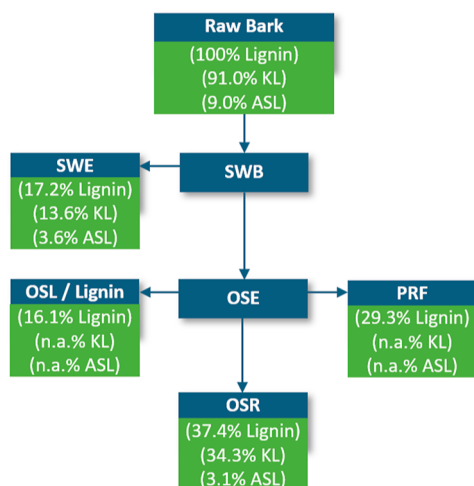 Raw Bark
(100% Lignin)
(91.0% KL)
(9.0% ASL)
SWE
(17.2% Lignin)
(13.6% KL)
(3.6% ASL)
SWB
OSL / Lignin
(16.1% Lignin)
(n.a.% KL)
(n.a.% ASL)
OSE
PRF
(29.3% Lignin)
(n.a.% KL)
(n.a.% ASL)
OSR
(37.4% Lignin)
(34.3% KL)
(3.1% ASL)